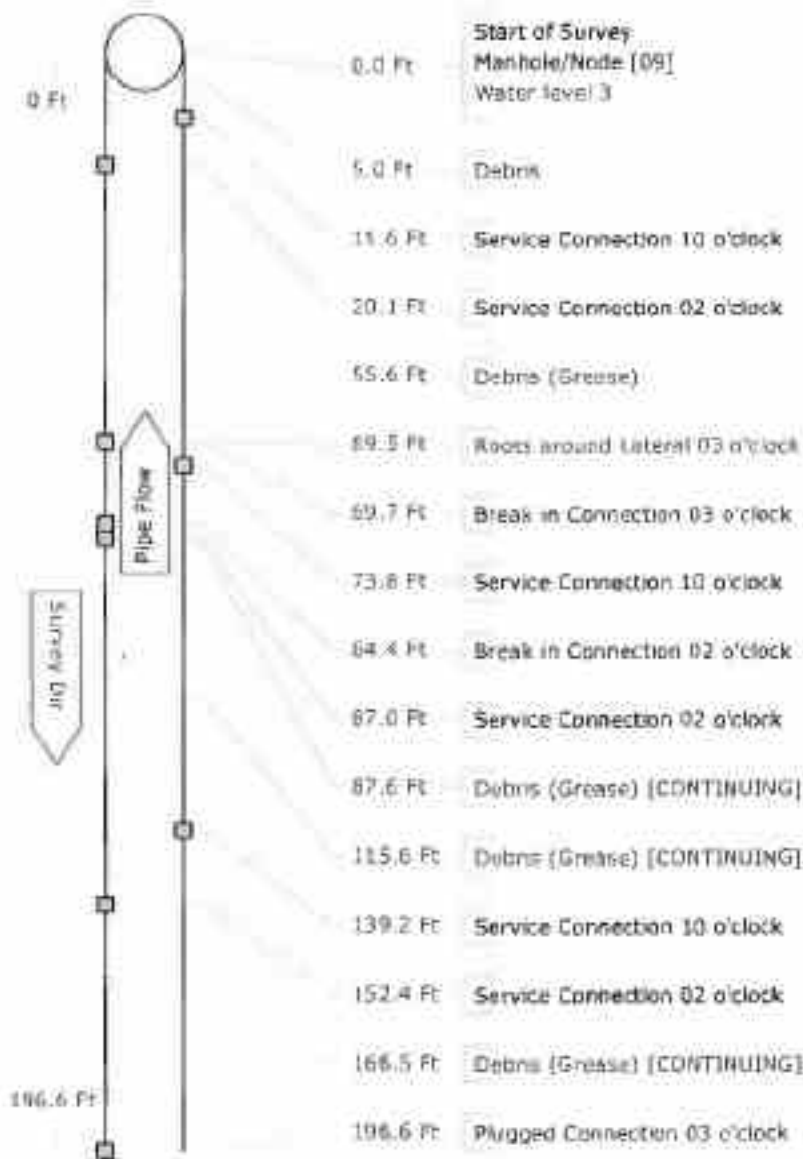 0 Ft
0.0 Ft
Start of Survey
Manhole/Node [09]
Water level 3
5.0 Ft Debris
11.6 Ft Service Connection 10 o'clock
20.1 Ft Service Connection 02 o'clock
55.6 Ft Debris (Grease)
69.5 Ft Roots around Lateral 03 o'clock
69.7 Ft Break in Connection 03 o'clock
73.8 Ft Service Connection 10 o'clock
84.4 Ft Break in Connection 02 o'clock
87.0 Ft Service Connection 02 o'clock
87.6 Ft Debris (Grease) [CONTINUING]
115.6 Ft Debris (Grease) [CONTINUING]
139.2 Ft Service Connection 10 o'clock
152.4 Ft Service Connection 02 o'clock
166.5 Ft Debris (Grease) [CONTINUING]
196.6 Ft Plugged Connection 03 o'clock
Pipe Flow
Survey Dir
196.6 Ft